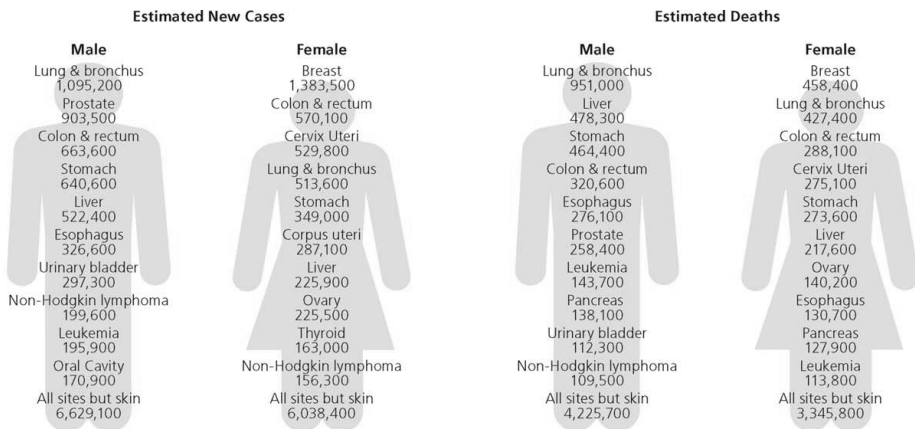 Estimated New Cases
Male
Lung & bronchus
1,095,200
Prostate
903,500
Colon & rectum
663,600
Stomach
640,600
Liver
522,400
Esophagus
326,600
Urinary bladder
297,300
Non-Hodgkin lymphoma
199,600
Leukemia
195,900
Oral Cavity
170,900
All sites but skin
6,629,100
Female
Breast
1,383,500
Colon & rectum
570,100
Cervix Uteri
529,800
Lung & bronchus
513,600
Stomach
349,000
Corpus uteri
287,100
Liver
225,900
Ovary
225,500
Thyroid
163,000
Non-Hodgkin lymphoma
156,300
All sites but skin
6,038,400
Estimated Deaths
Male
Lung & bronchus
951,000
Liver
478,300
Stomach
464,400
Colon & rectum
320,600
Esophagus
276,100
Prostate
258,400
Leukemia
143,700
Pancreas
138,100
Urinary bladder
112,300
Non-Hodgkin lymphoma
109,500
All sites but skin
4,225,700
Female
Breast
458,400
Lung & bronchus
427,400
Colon & rectum
288,100
Cervix Uteri
275,100
Stomach
273,600
Liver
217,600
Ovary
140,200
Esophagus
130,700
Pancreas
127,900
Leukemia
113,800
All sites but skin
3,345,800